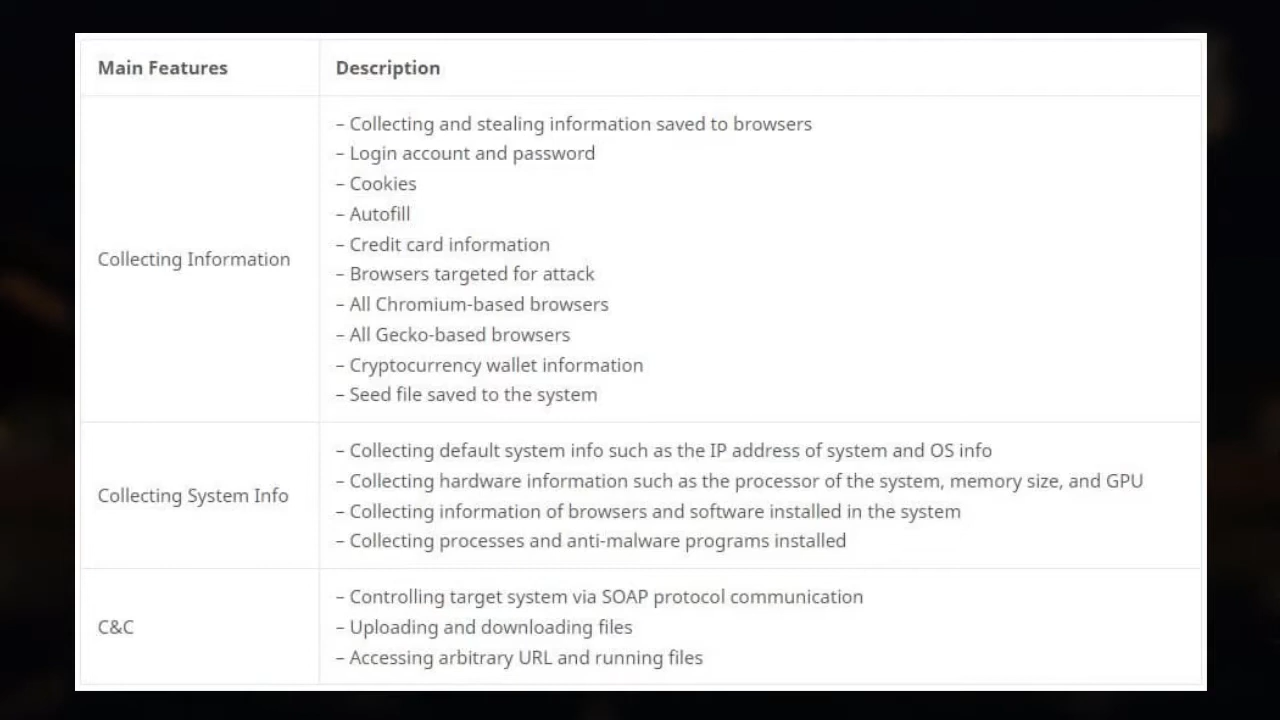 Main Features
Description
Collecting Information
– Collecting and stealing information saved to browsers
– Login account and password
– Cookies
– Autofill
– Credit card information
– Browsers targeted for attack
– All Chromium-based browsers
– All Gecko-based browsers
– Cryptocurrency wallet information
– Seed file saved to the system
Collecting System Info
– Collecting default system info such as the IP address of system and OS info
– Collecting hardware information such as the processor of the system, memory size, and GPU
– Collecting information of browsers and software installed in the system
– Collecting processes and anti-malware programs installed
C&C
– Controlling target system via SOAP protocol communication
– Uploading and downloading files
– Accessing arbitrary URL and running files